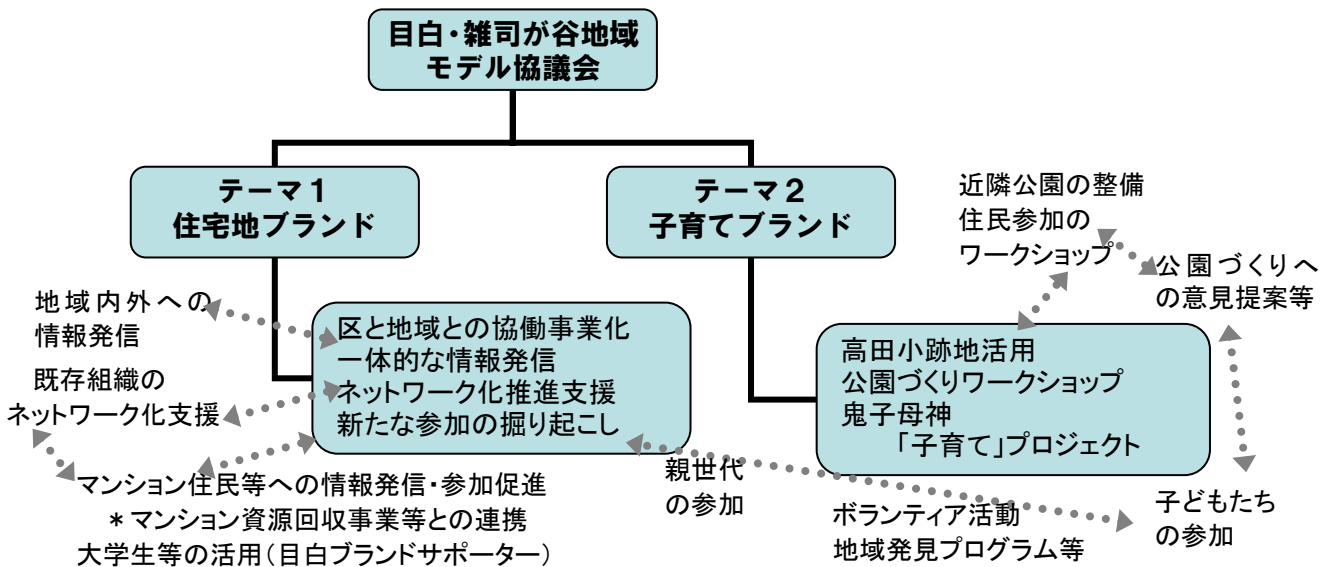 目白・雑司が谷地域
モデル協議会
テーマ１
住宅地ブランド
テーマ２
子育てブランド
近隣公園の整備
住民参加の
ワークショップ
公園づくりへ
の意見提案等
地域内外への
情報発信
既存組織の
ネットワーク化支援
区と地域との協働事業化
一体的な情報発信
ネットワーク化推進支援
新たな参加の掘り起こし
高田小跡地活用
公園づくりワークショップ
鬼子母神
「子育て」プロジェクト
マンション住民等への情報発信・参加促進
＊マンション資源回収事業等との連携
大学生等の活用（目白ブランドサポーター）
親世代
の参加
ボランティア活動
地域発見プログラム等
子どもたち
の参加